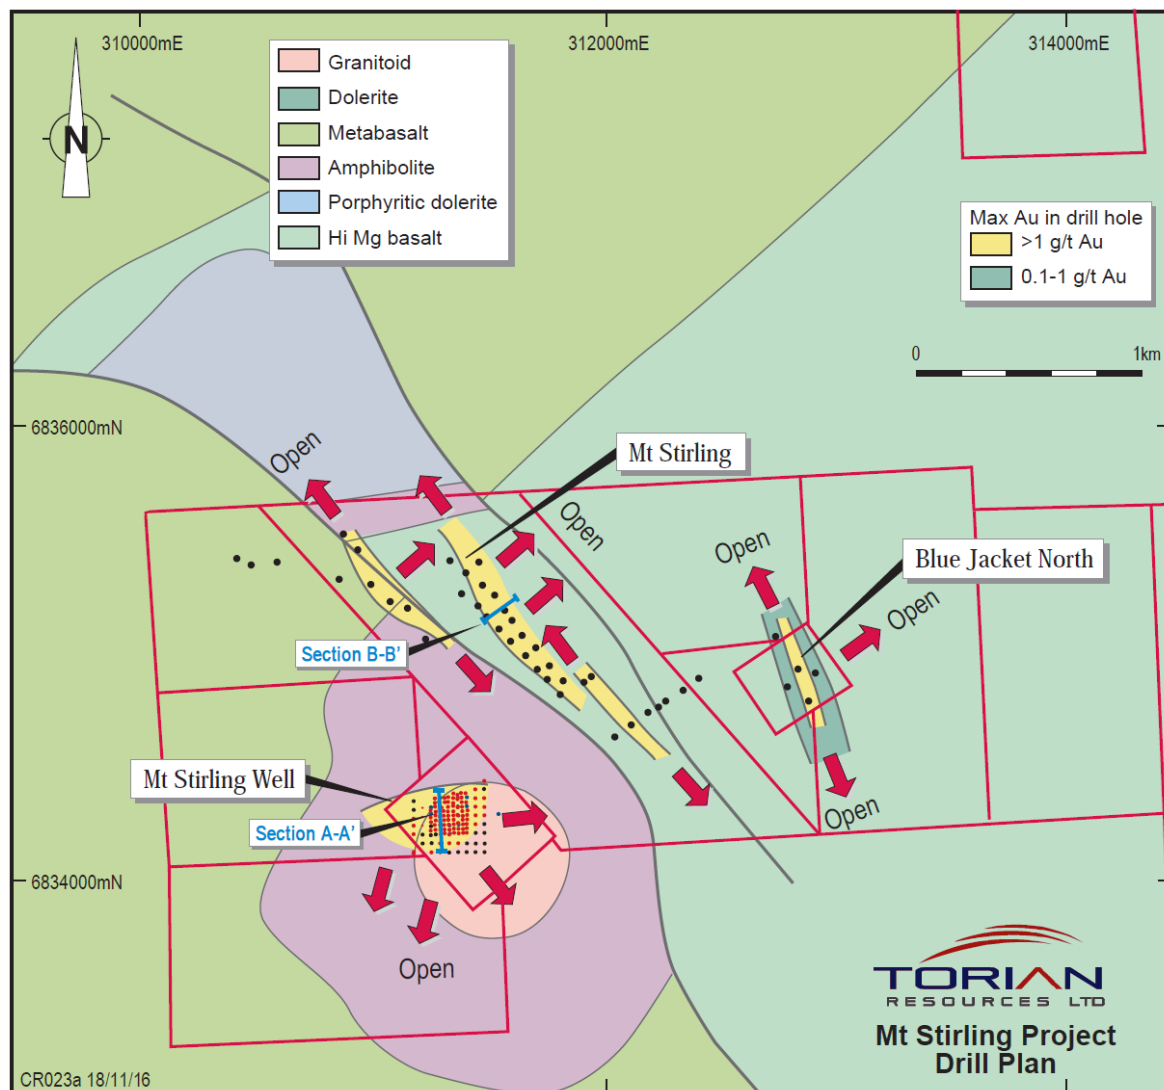 310000mE
312000mE
314000mE
N
Granitoid
Dolerite
Metabasalt
Amphibolite
Porphyritic dolerite
Hi Mg basalt
Max Au in drill hole
>1 g/t Au
0.1-1 g/t Au
0
1km
6836000mN
Open
Mt Stirling
Open
Open
Blue Jacket North
Open
Section B-B'
Mt Stirling Well
Section A-A'
Open
6834000mN
Open
TORIAN
RESOURCES LTD
Mt Stirling Project
Drill Plan
CR023a 18/11/16